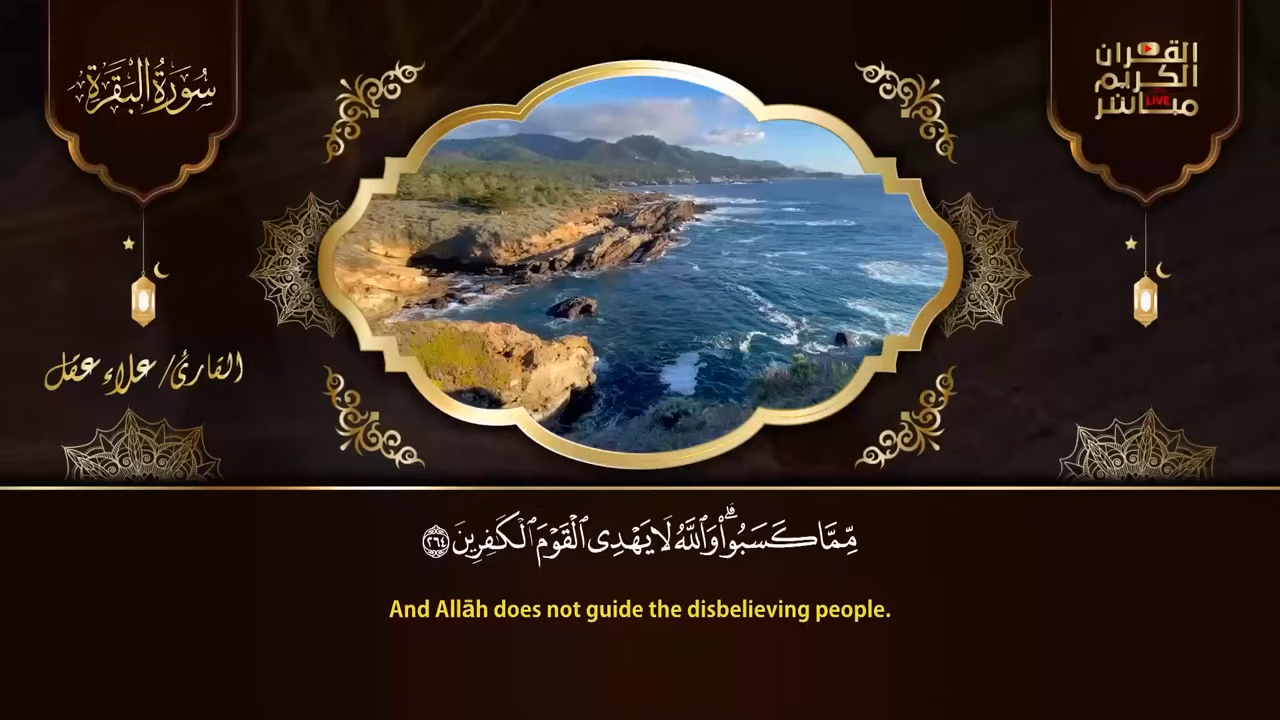 سُورَةُ البَقَرَةِ
القرآن
الكريم
مباشر
LIVE
القارئ/ علاء عقل
مِّمَّا كَسَبُوا۟ ۗ وَٱللَّهُ لَا يَهْدِى ٱلْقَوْمَ ٱلْكَـٰفِرِينَ ٢٦٤
And Allāh does not guide the disbelieving people.